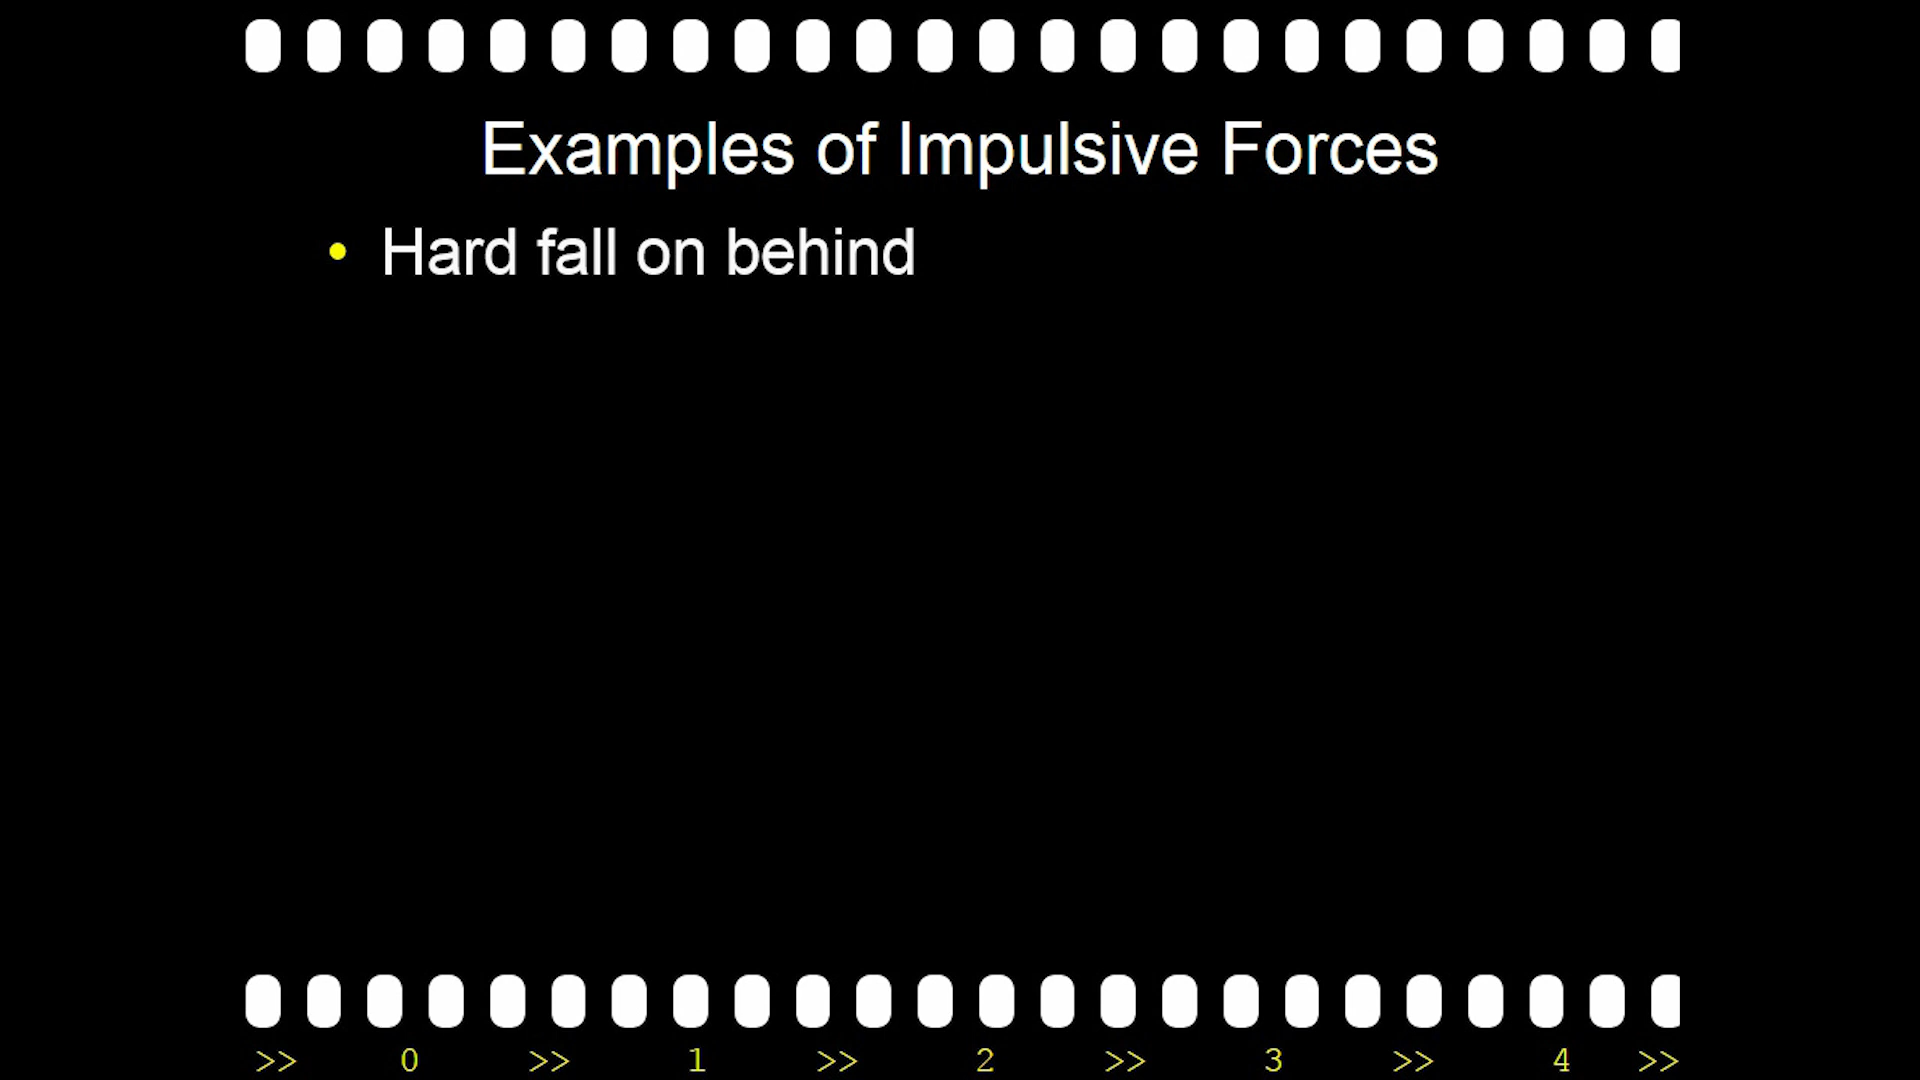 Examples of Impulsive Forces
• Hard fall on behind
>> 0 >> 1 >> 2 >> 3 >> 4 >>